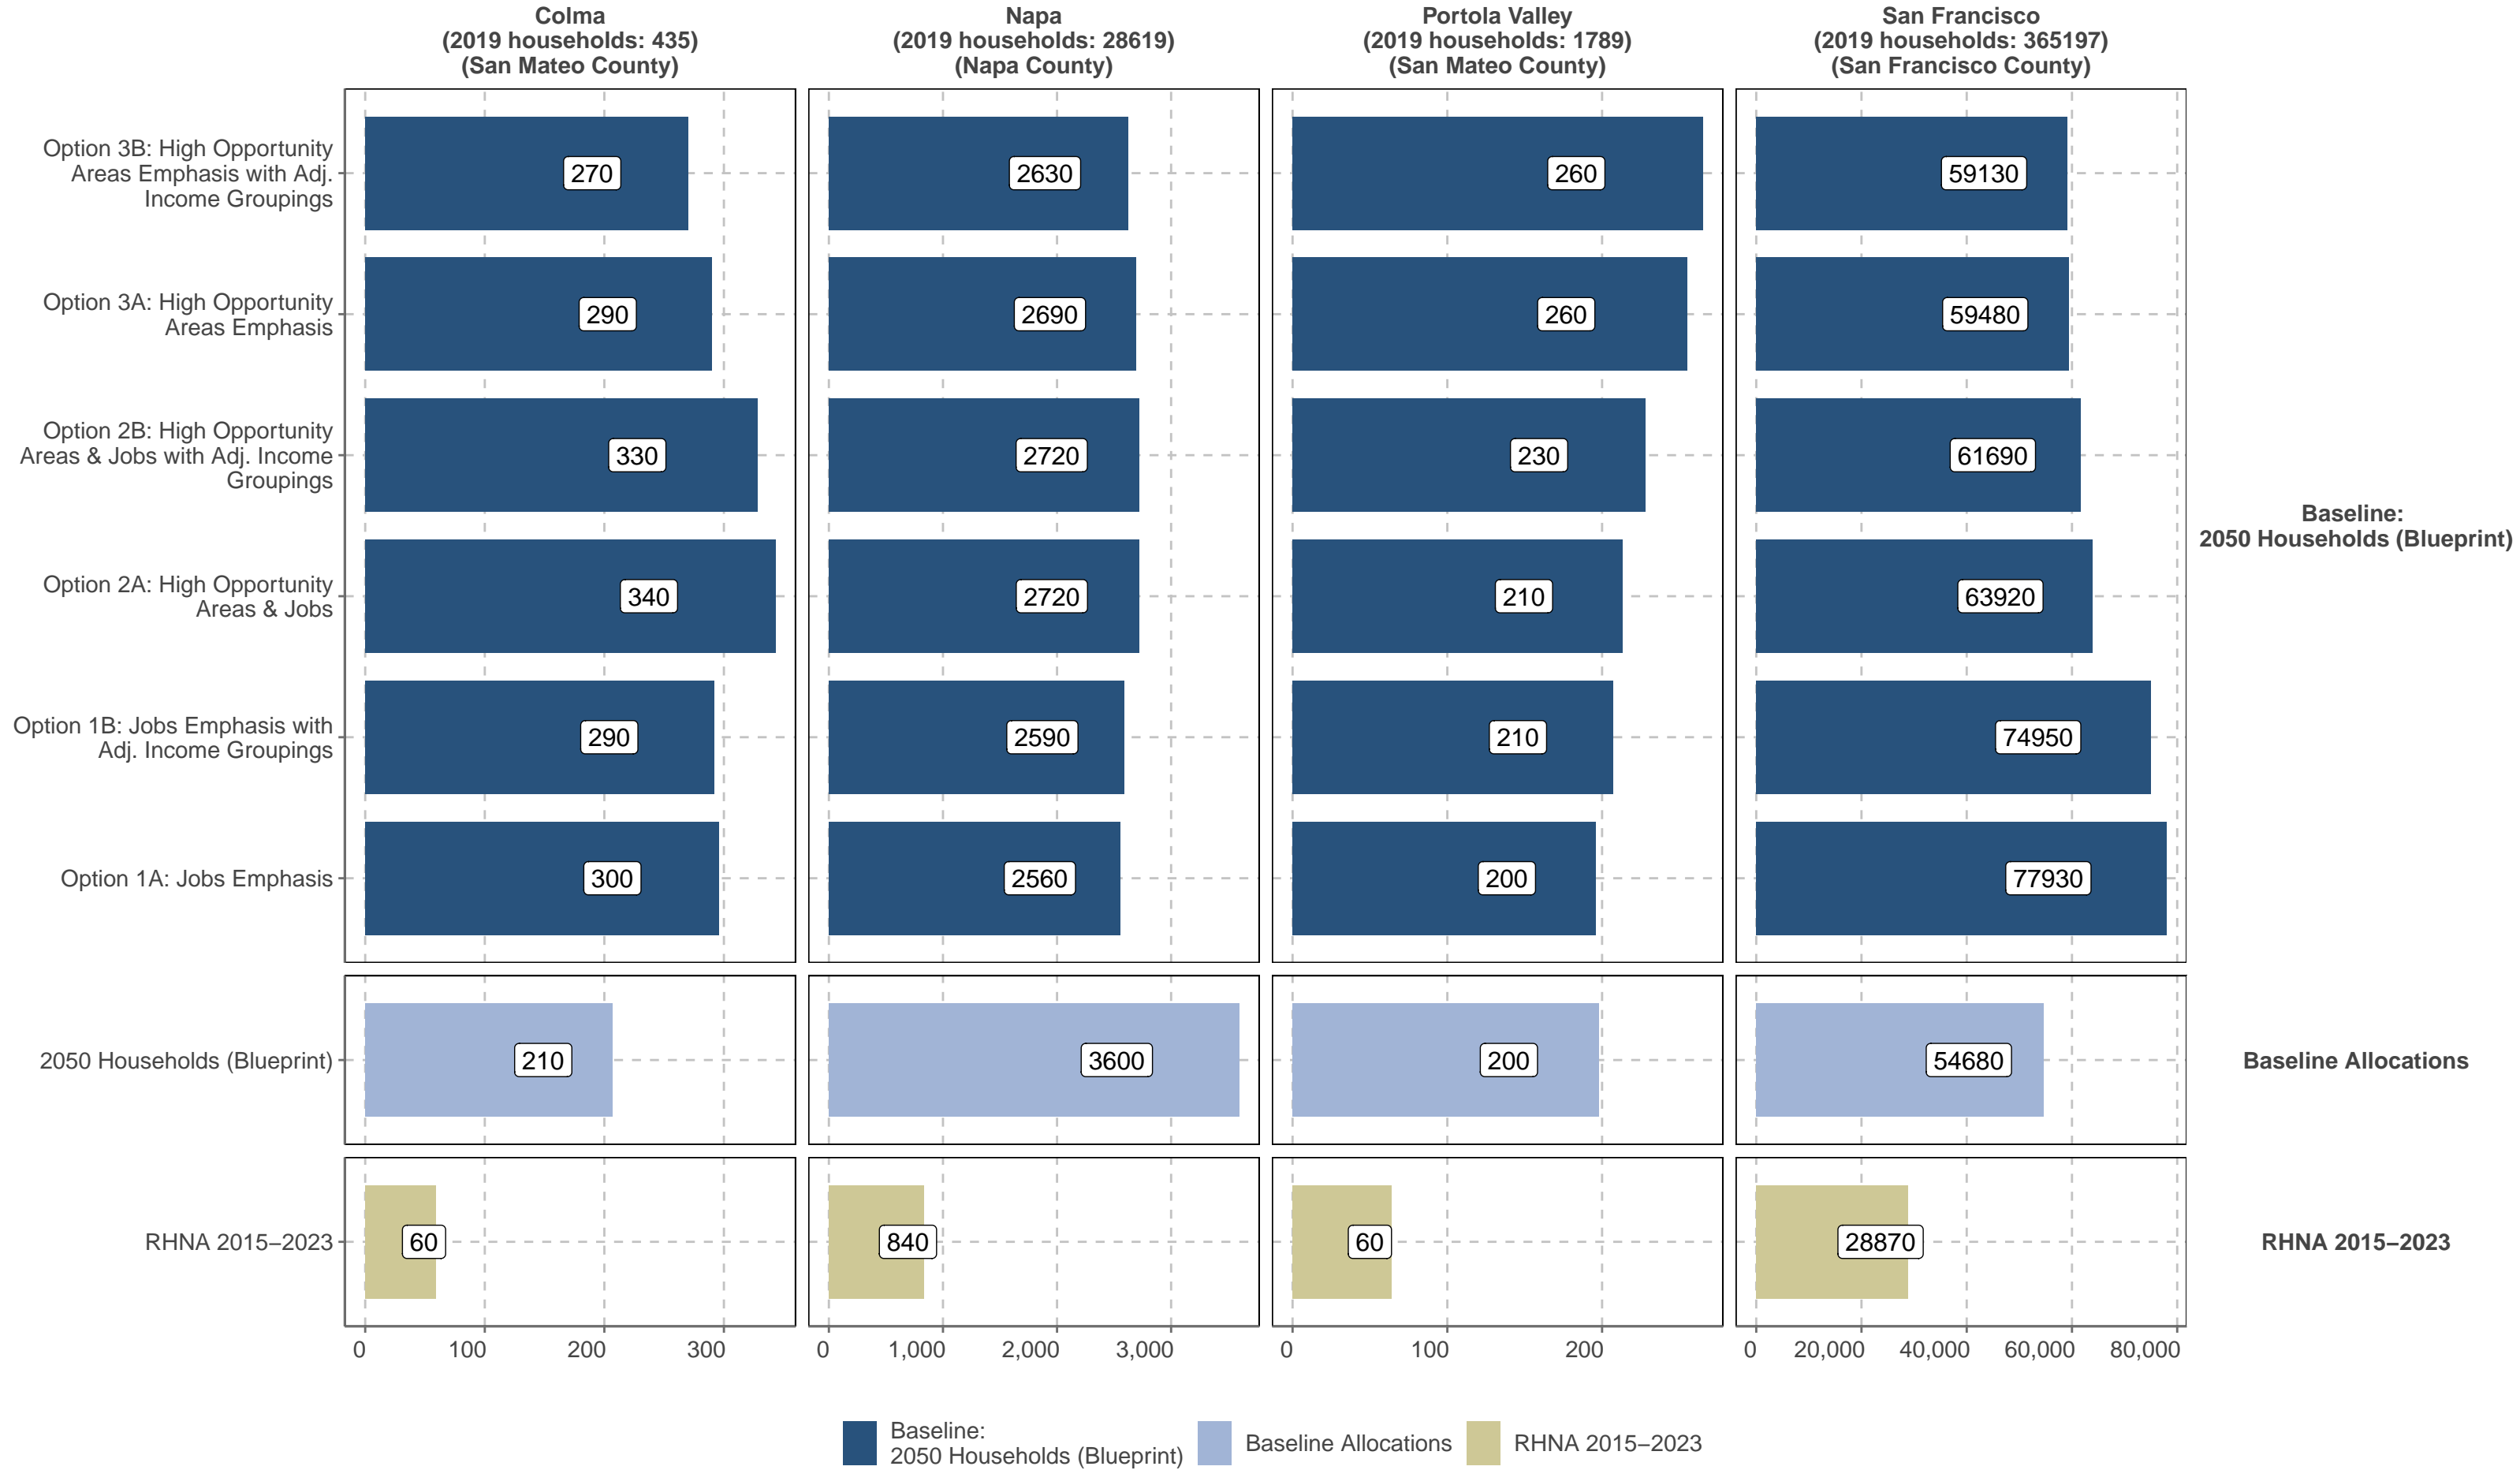 Colma
(2019 households: 435)
(San Mateo County)
Napa
(2019 households: 28619)
(Napa County)
Portola Valley
(2019 households: 1789)
(San Mateo County)
San Francisco
(2019 households: 365197)
(San Francisco County)
Option 3B: High Opportunity
Areas Emphasis with Adj.
Income Groupings
270
2630
260
59130
Option 3A: High Opportunity
Areas Emphasis
290
2690
260
59480
Option 2B: High Opportunity
Areas & Jobs with Adj. Income
Groupings
330
2720
230
61690
Baseline:
2050 Households (Blueprint)
Option 2A: High Opportunity
Areas & Jobs
340
2720
210
63920
Option 1B: Jobs Emphasis with
Adj. Income Groupings
290
2590
210
74950
Option 1A: Jobs Emphasis
300
2560
200
77930
2050 Households (Blueprint)
210
3600
200
54680
Baseline Allocations
RHNA 2015−2023
60
840
60
28870
RHNA 2015−2023
0 100 200 300
0 1,000 2,000 3,000
0 100 200
0 20,000 40,000 60,000 80,000
Baseline:
2050 Households (Blueprint)
Baseline Allocations
RHNA 2015−2023